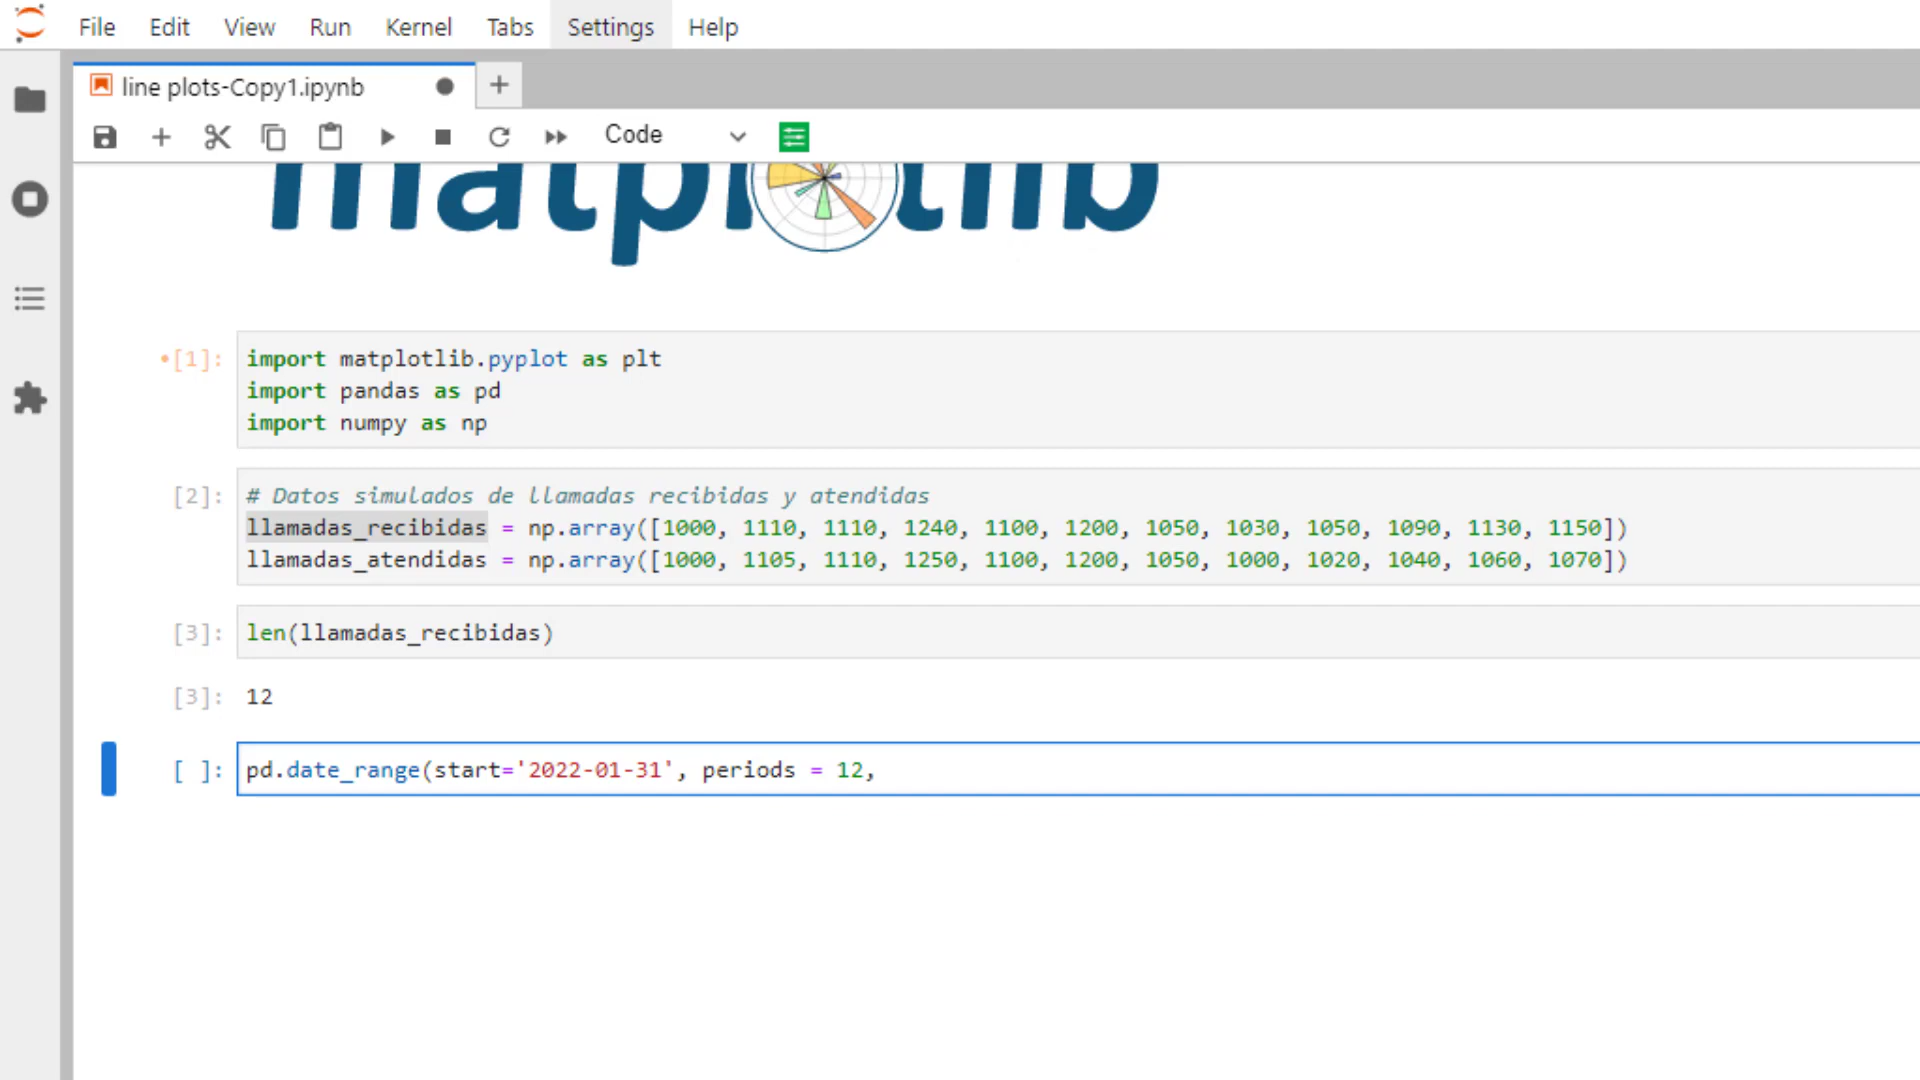 File Edit View Run Kernel Tabs Settings Help
line plots-Copy1.ipynb
Code
matplotlib
[1]: import matplotlib.pyplot as plt
import pandas as pd
import numpy as np
[2]: # Datos simulados de llamadas recibidas y atendidas
llamadas_recibidas = np.array([1000, 1110, 1110, 1240, 1100, 1200, 1050, 1030, 1050, 1090, 1130, 1150])
llamadas_atendidas = np.array([1000, 1105, 1110, 1250, 1100, 1200, 1050, 1000, 1020, 1040, 1060, 1070])
[3]: len(llamadas_recibidas)
[3]: 12
[ ]: pd.date_range(start='2022-01-31', periods = 12,